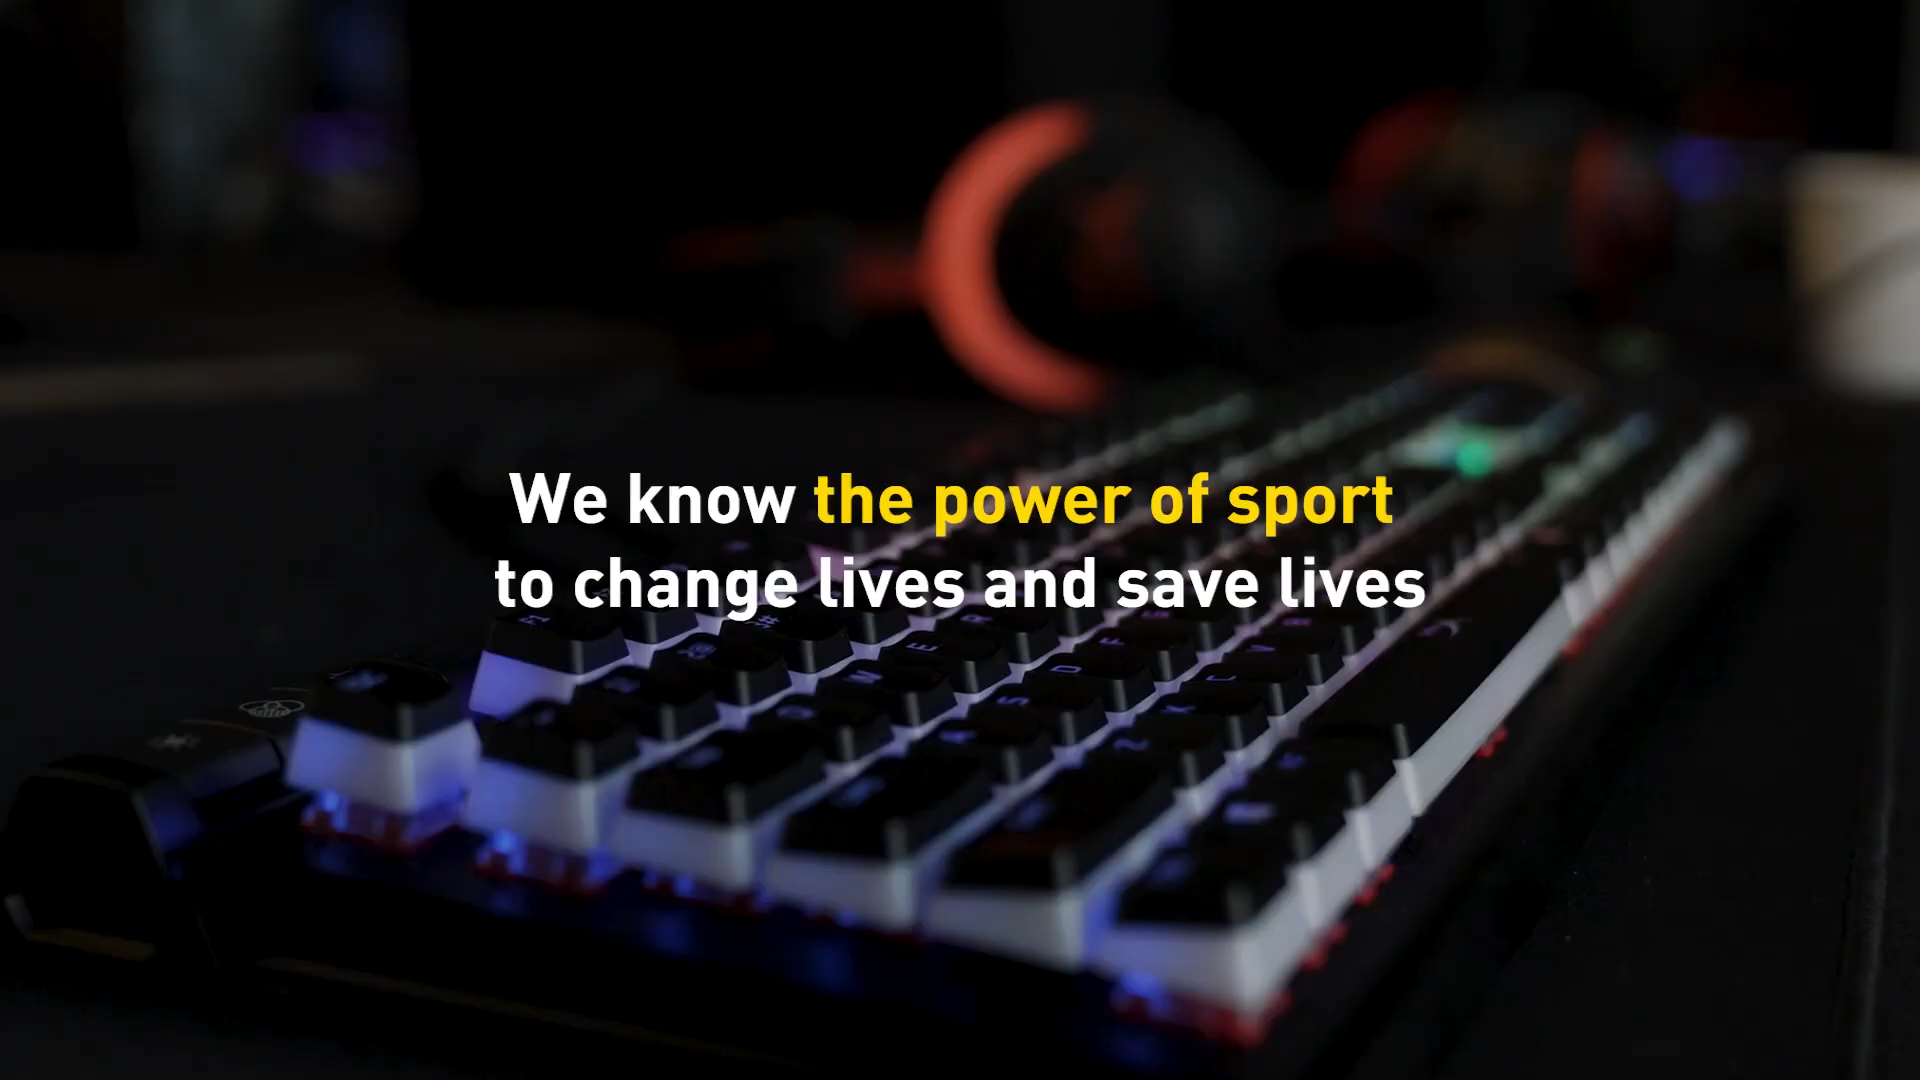 We know the power of sport
to change lives and save lives